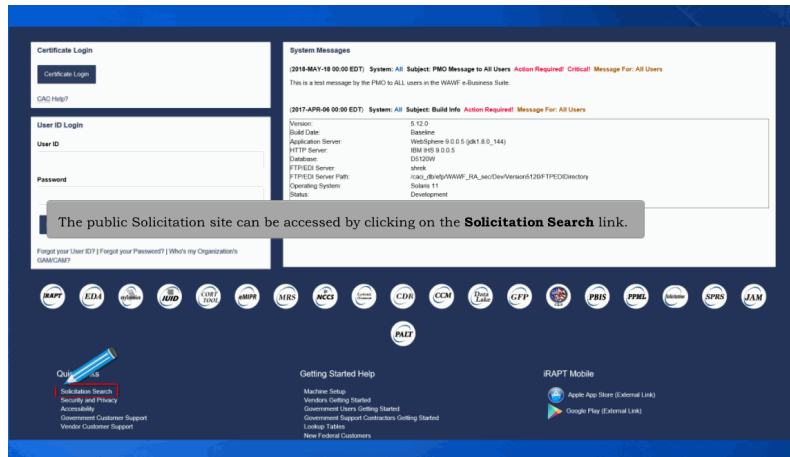 Certificate Login
Certificate Login
CAC Help?
User ID Login
User ID
Password
Forgot your User ID? | Forgot your Password? | Who's my Organization's
GAM/CAM?
System Messages
(2018-MAY-18 00:00 EDT) System: All Subject: PMO Message to All Users Action Required! Critical! Message For: All Users
This is a test message by the PMO to ALL users in the WAWF e-Business Suite.
(2017-APR-06 00:00 EDT) System: All Subject: Build Info Action Required! Message For: All Users
Version: 5.12.0
Build Date: Baseline
Application Server: WebSphere 9.0.0.5 (jdk1.8.0_144)
HTTP Server: IBM IHS 9.0.0.5
Database: D5120W
FTP/EDI Server: shrek
FTP/EDI Server Path: /caci_db/efp/WAWF_RA_sec/Dev/Version5120/FTPEDIDirectory
Operating System: Solaris 11
Status: Development
The public Solicitation site can be accessed by clicking on the Solicitation Search link.
iRAPT EDA myInvoice IUID CORT TOOL eMIPR MRS NCCS CDR CCM Data Lake GFP PBIS PPML Solicitation SPRS JAM
PALT
Qui ks
Solicitation Search
Security and Privacy
Accessibility
Government Customer Support
Vendor Customer Support
Getting Started Help
Machine Setup
Vendors Getting Started
Government Users Getting Started
Government Support Contractors Getting Started
Lookup Tables
New Federal Customers
iRAPT Mobile
Apple App Store (External Link)
Google Play (External Link)